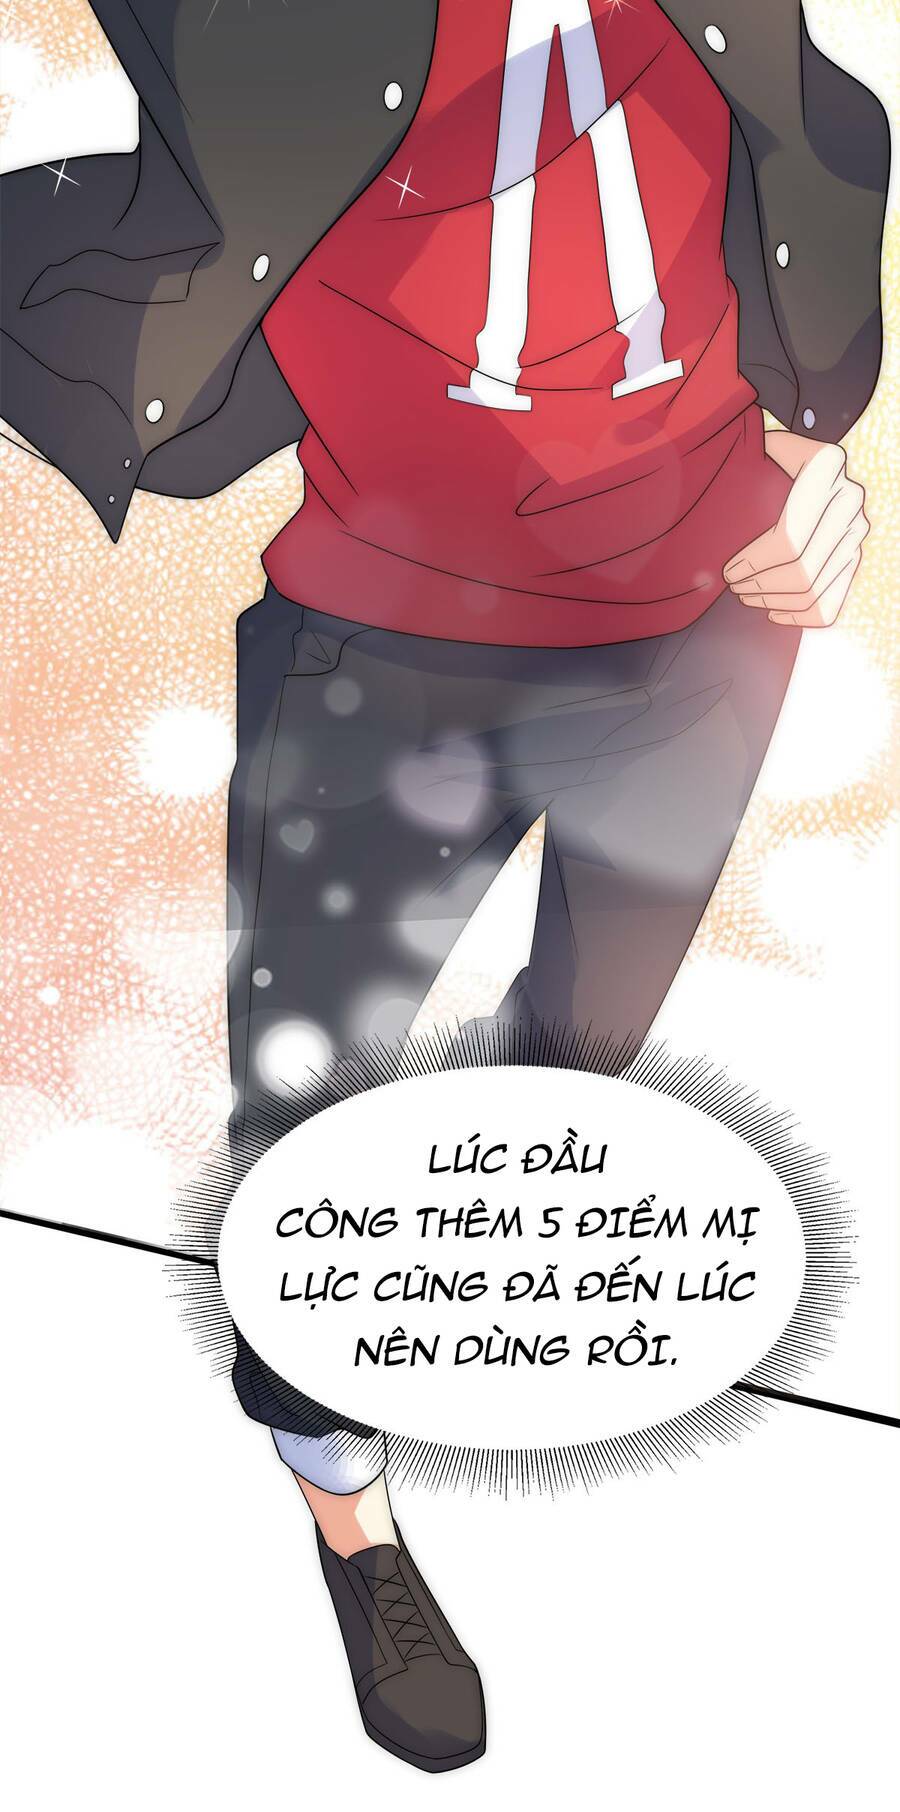 LÚC ĐẦU
CÔNG THÊM 5 ĐIỂM MỊ
LỰC CŨNG ĐÃ ĐẾN LÚC
NÊN DÙNG RỒI.